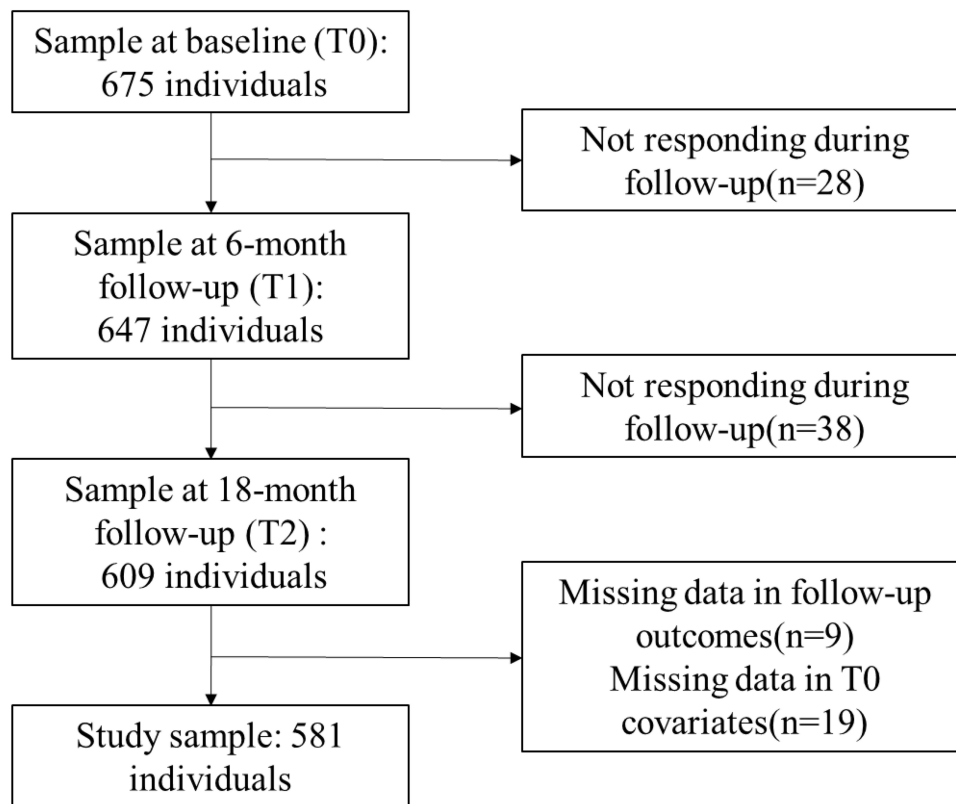 Sample at baseline (T0):
675 individuals
Not responding during
follow-up(n=28)
Sample at 6-month
follow-up (T1):
647 individuals
Not responding during
follow-up(n=38)
Sample at 18-month
follow-up (T2) :
609 individuals
Missing data in follow-up
outcomes(n=9)
Missing data in T0
covariates(n=19)
Study sample: 581
individuals